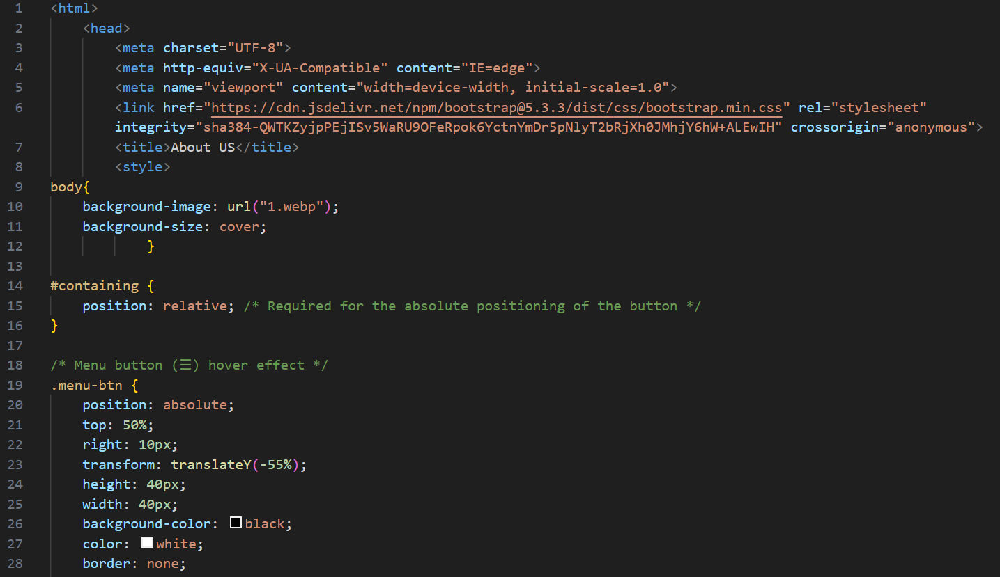 1 <html>
2 <head>
3 <meta charset="UTF-8">
4 <meta http-equiv="X-UA-Compatible" content="IE=edge">
5 <meta name="viewport" content="width=device-width, initial-scale=1.0">
6 <link href="https://cdn.jsdelivr.net/npm/bootstrap@5.3.3/dist/css/bootstrap.min.css" rel="stylesheet"
integrity="sha384-QWTKZyjpPEjISv5WaRU9OFeRpok6YctnYmDr5pNlyT2bRjXh0JMhjY6hW+ALEwIH" crossorigin="anonymous">
7 <title>About US</title>
8 <style>
9 body{
10 background-image: url("1.webp");
11 background-size: cover;
12 }
13
14 #containing {
15 position: relative; /* Required for the absolute positioning of the button */
16 }
17
18 /* Menu button (☰) hover effect */
19 .menu-btn {
20 position: absolute;
21 top: 50%;
22 right: 10px;
23 transform: translateY(-55%);
24 height: 40px;
25 width: 40px;
26 background-color: black;
27 color: white;
28 border: none;